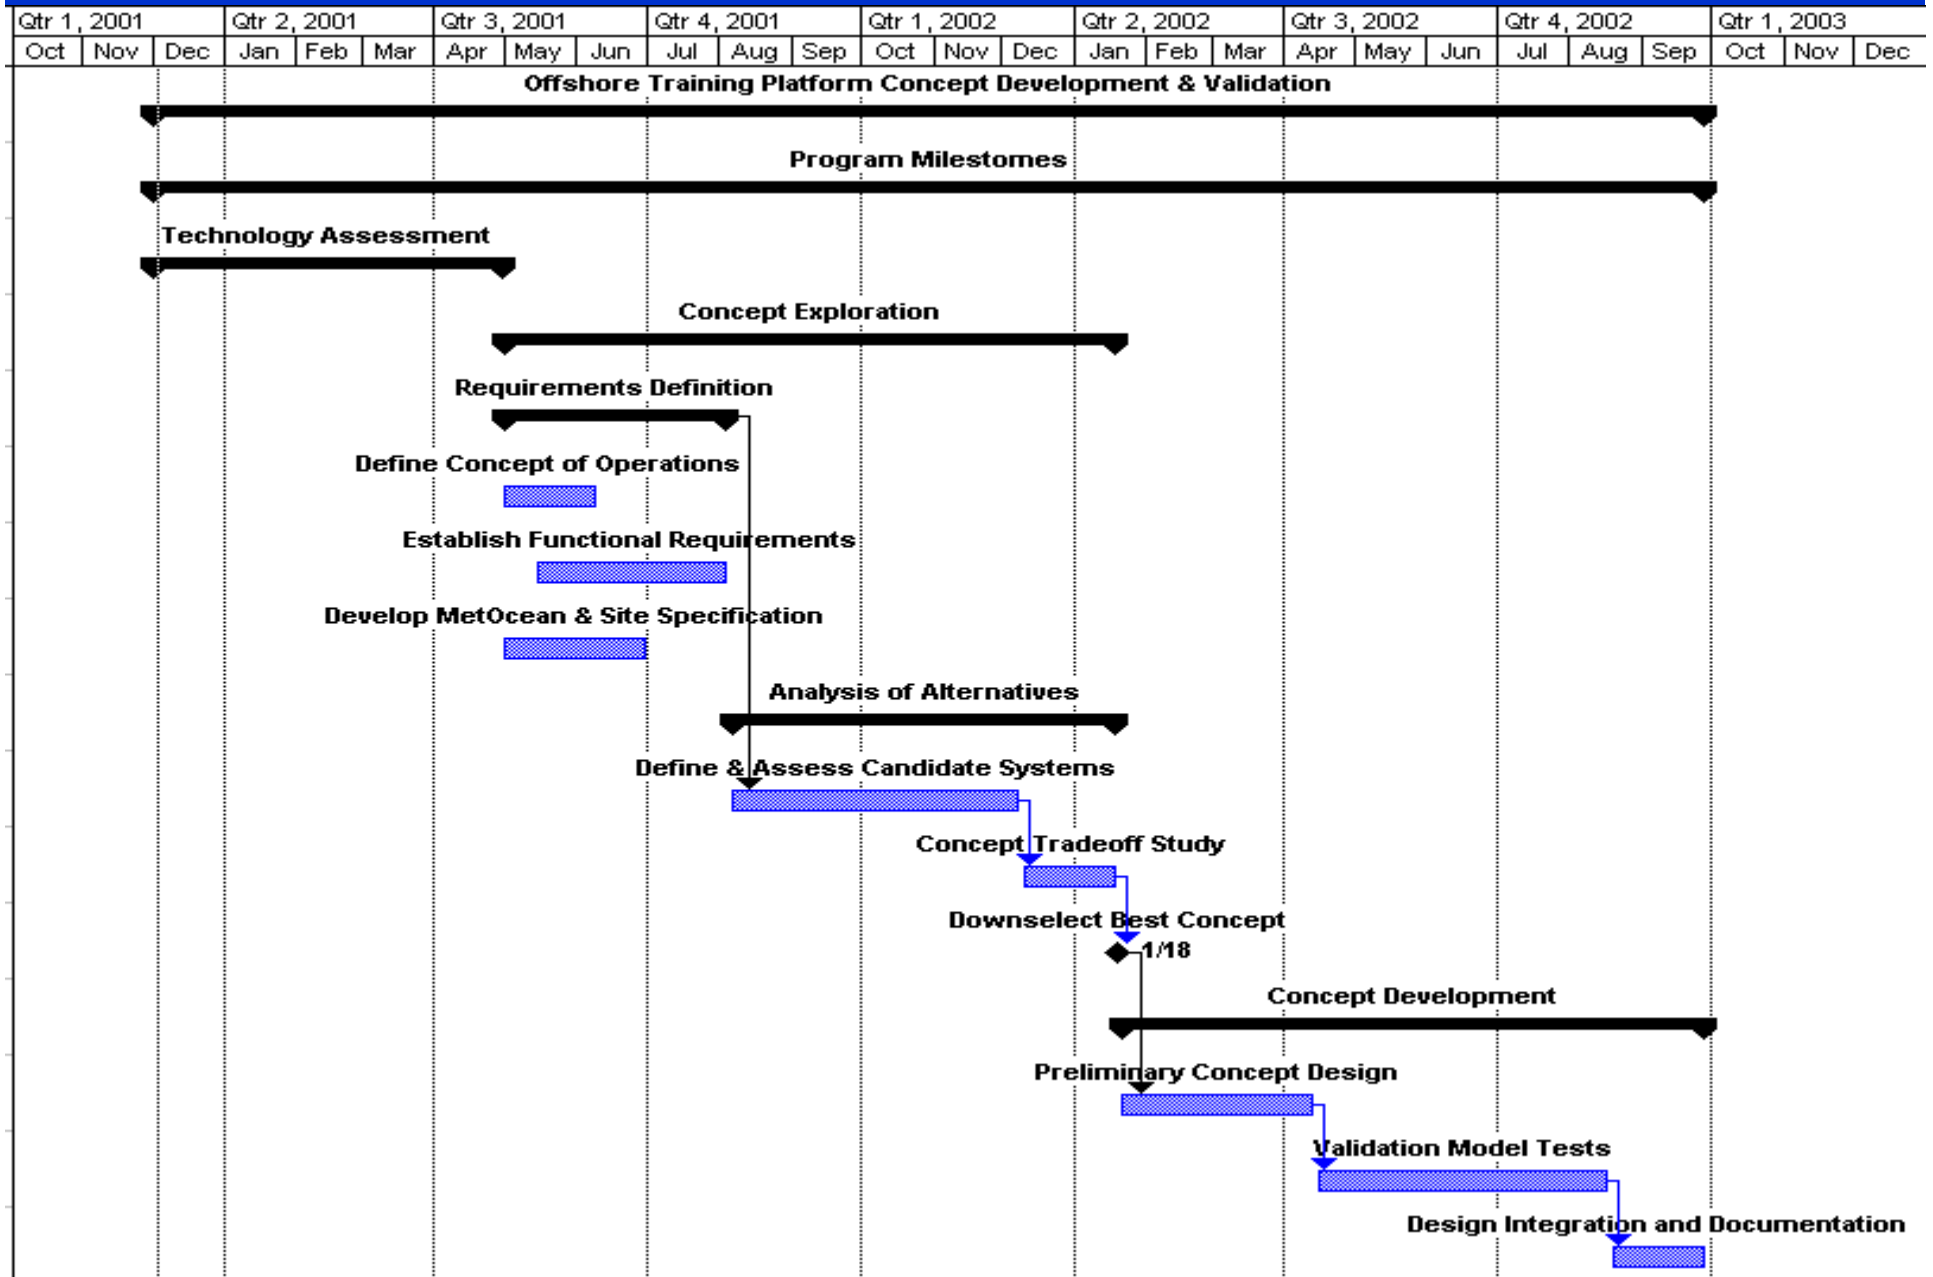 Qtr 1, 2001 Qtr 2, 2001 Qtr 3, 2001 Qtr 4, 2001 Qtr 1, 2002 Qtr 2, 2002 Qtr 3, 2002 Qtr 4, 2002 Qtr 1, 2003
Oct Nov Dec Jan Feb Mar Apr May Jun Jul Aug Sep Oct Nov Dec Jan Feb Mar Apr May Jun Jul Aug Sep Oct Nov Dec
Offshore Training Platform Concept Development & Validation
Program Milestomes
Technology Assessment
Concept Exploration
Requirements Definition
Define Concept of Operations
Establish Functional Requirements
Develop MetOcean & Site Specification
Analysis of Alternatives
Define & Assess Candidate Systems
Concept Tradeoff Study
Downselect Best Concept
1/18
Concept Development
Preliminary Concept Design
Validation Model Tests
Design Integration and Documentation